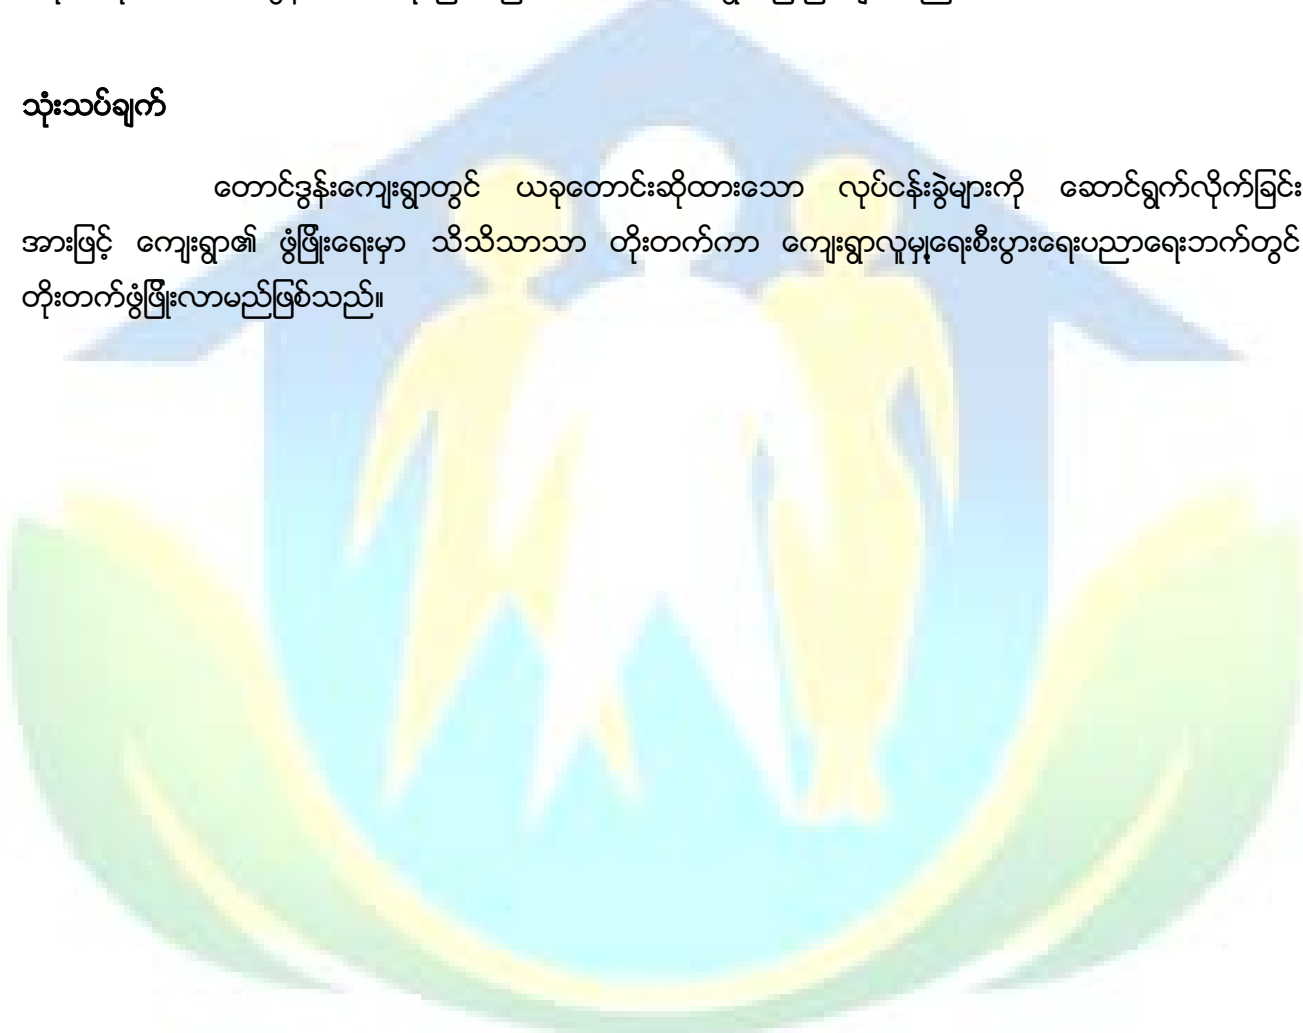 သုံးသပ်ချက်
တောင်ဒွန်းကျေးရွာတွင် ယခုတောင်းဆိုထားသော လုပ်ငန်းခွဲများကို ဆောင်ရွက်လိုက်ခြင်း
အားဖြင့် ကျေးရွာ၏ ဖွံ့ဖြိုးရေးမှာ သိသိသာသာ တိုးတက်ကာ ကျေးရွာလူမှုရေးစီးပွားရေးပညာရေးဘက်တွင်
တိုးတက်ဖွံ့ဖြိုးလာမည်ဖြစ်သည်။